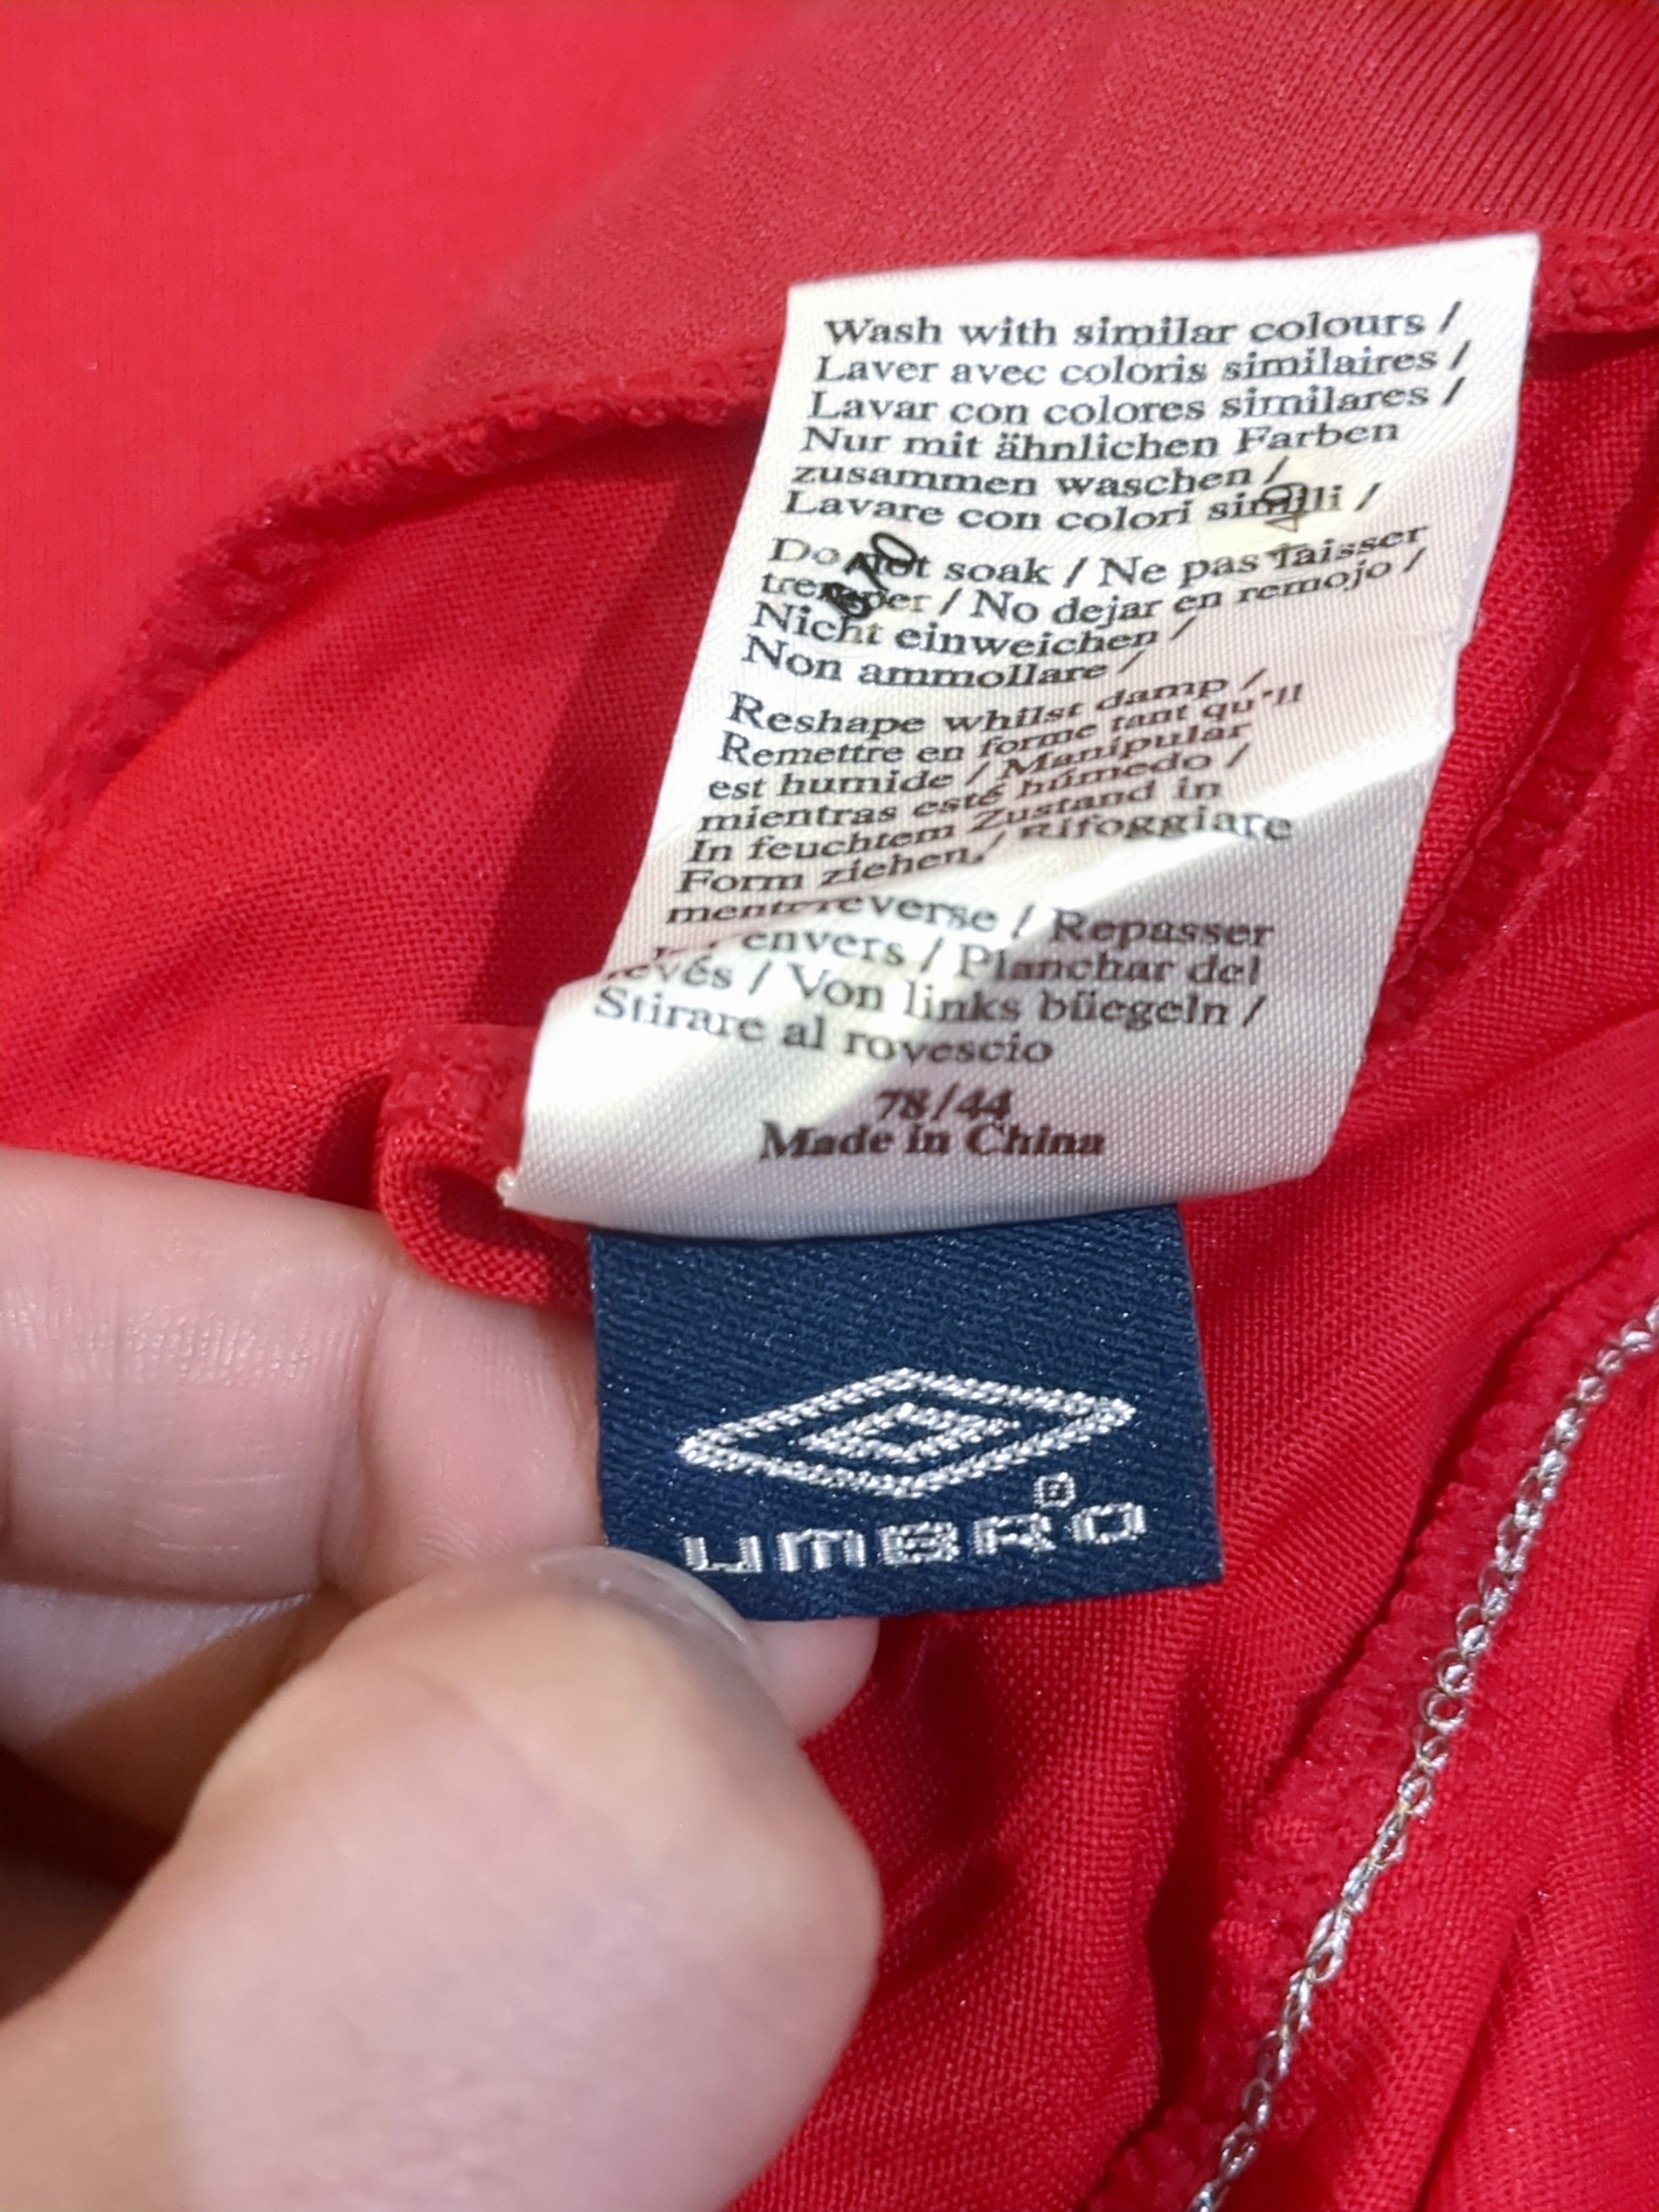 Wash with similar colours /
Laver avec coloris similaires /
Lavar con colores similares /
Nur mit ähnlichen Farben
zusammen waschen /
Lavare con colori simili /
Do not soak / Ne pas laisser
tremper / No dejar en remojo /
Nicht einweichen /
Non ammollare /
Reshape whilst damp /
Remettre en forme tant qu'il
est humide / Manipular
mientras esté húmedo /
In feuchtem Zustand in
Form ziehen / Rifoggiare
reverse / Repasser
envers / Planchar del
Von links büegeln /
Stirare al rovescio
78/44
Made in China
UMBRO®